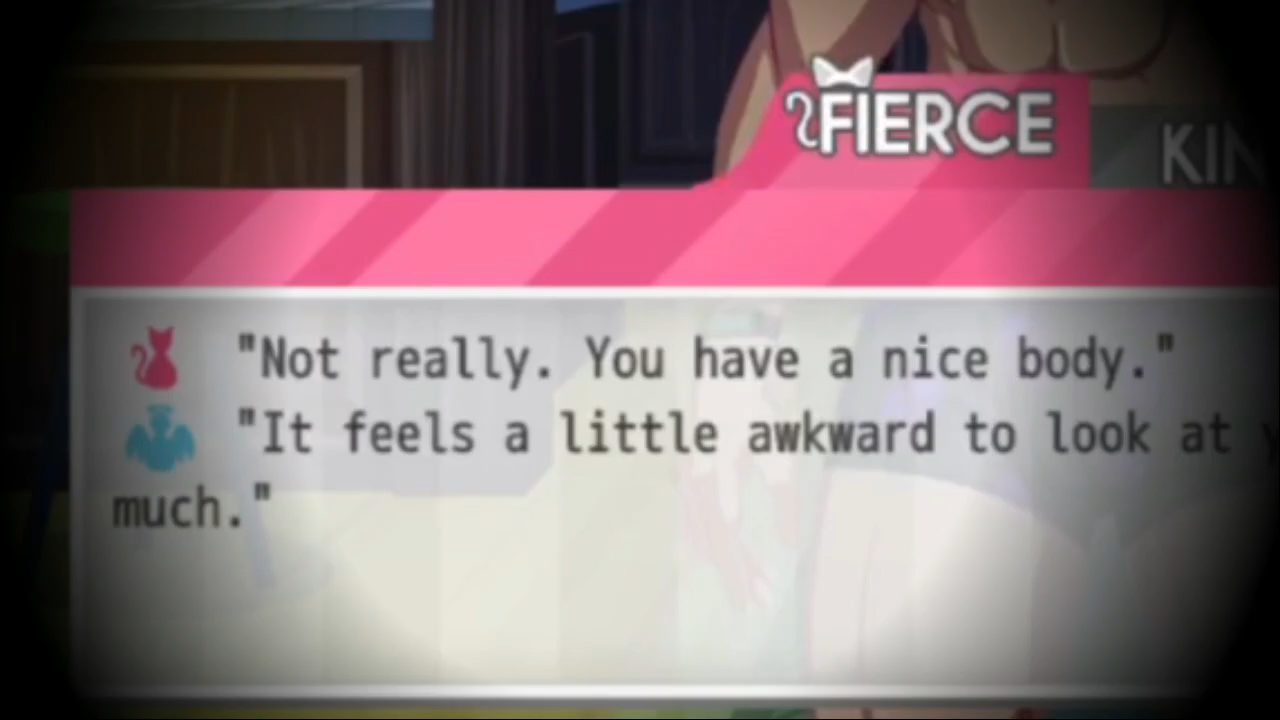 FIERCE
"Not really. You have a nice body."
"It feels a little awkward to look at
much."